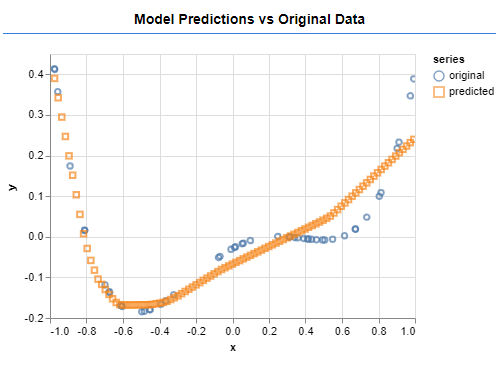 Model Predictions vs Original Data
series
original
predicted
y
0.4
0.3
0.2
0.1
0.0
-0.1
-0.2
-1.0 -0.8 -0.6 -0.4 -0.2 0.0 0.2 0.4 0.6 0.8 1.0
x